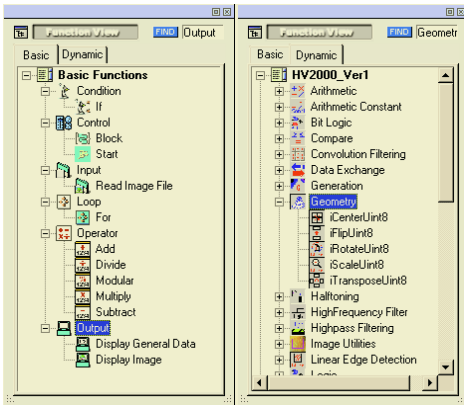 Function View FIND Output
Basic Dynamic
Basic Functions
Condition
If
Control
Block
Start
Input
Read Image File
Loop
For
Operator
Add
Divide
Modular
Multiply
Subtract
Output
Display General Data
Display Image
Function View FIND Geometr
Basic Dynamic
HV2000_Ver1
Arithmetic
Arithmetic Constant
Bit Logic
Compare
Convolution Filtering
Data Exchange
Generation
Geometry
iCenterUint8
iFlipUint8
iRotateUint8
iScaleUint8
iTransposeUint8
Halftoning
HighFrequency Filter
Highpass Filtering
Image Utilities
Linear Edge Detection
Logic